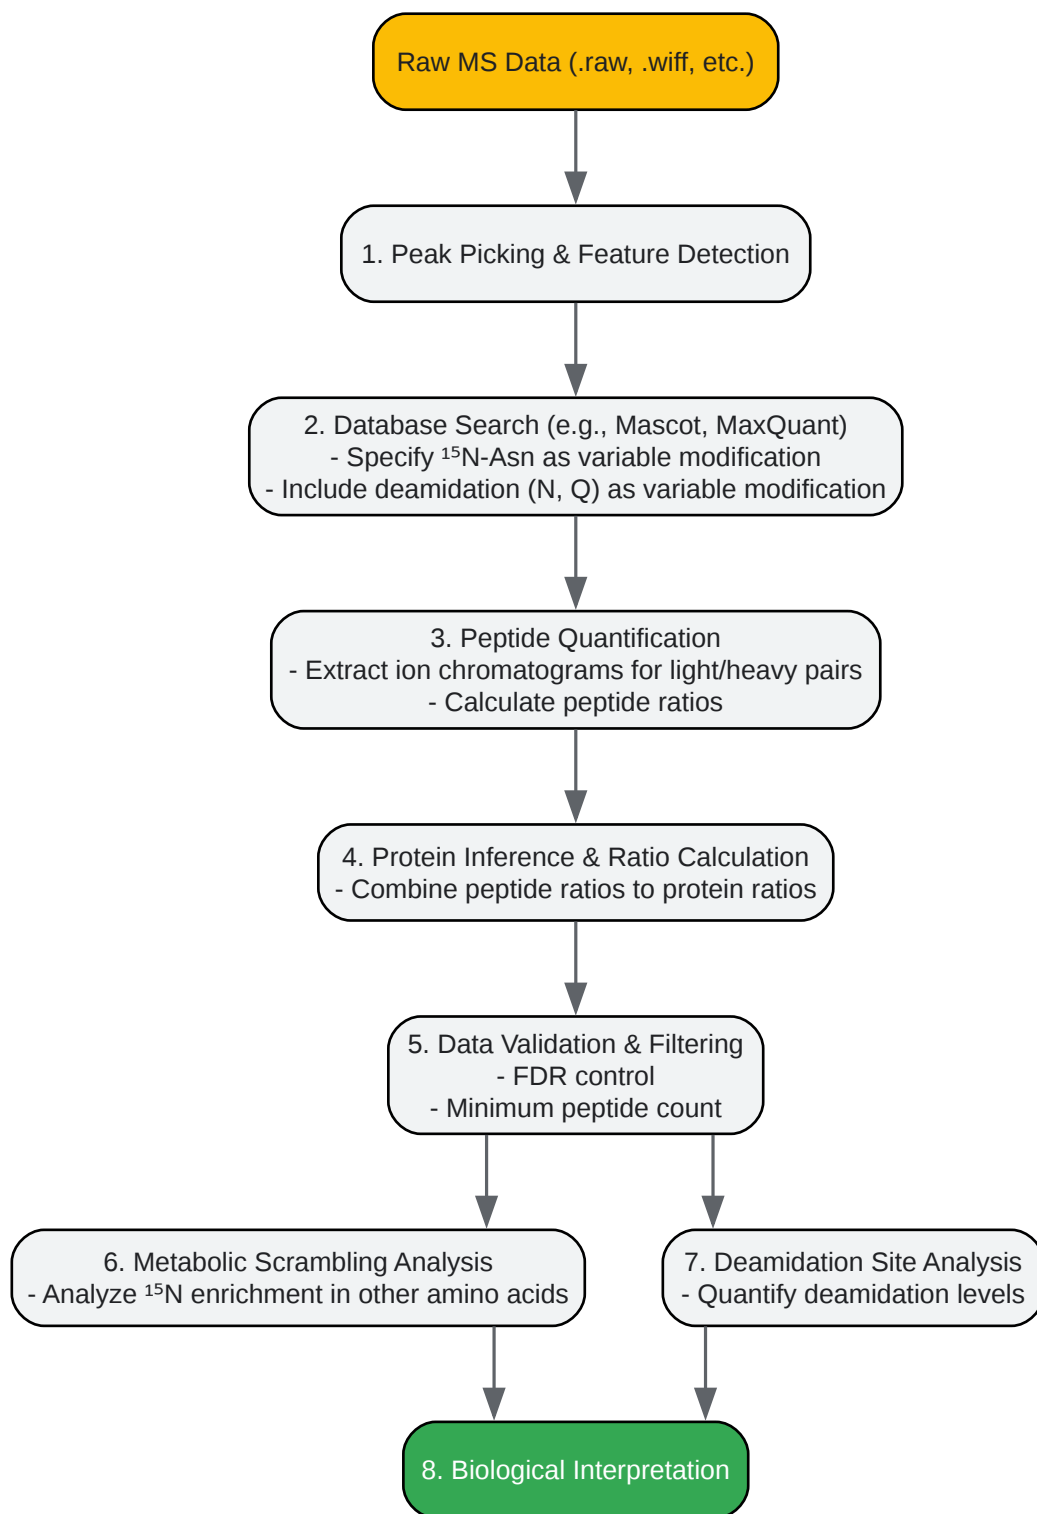 Raw MS Data (.raw, .wiff, etc.)
1. Peak Picking & Feature Detection
2. Database Search (e.g., Mascot, MaxQuant)
- Specify ¹⁵N-Asn as variable modification
- Include deamidation (N, Q) as variable modification
3. Peptide Quantification
- Extract ion chromatograms for light/heavy pairs
- Calculate peptide ratios
4. Protein Inference & Ratio Calculation
- Combine peptide ratios to protein ratios
5. Data Validation & Filtering
- FDR control
- Minimum peptide count
6. Metabolic Scrambling Analysis
- Analyze ¹⁵N enrichment in other amino acids
7. Deamidation Site Analysis
- Quantify deamidation levels
8. Biological Interpretation